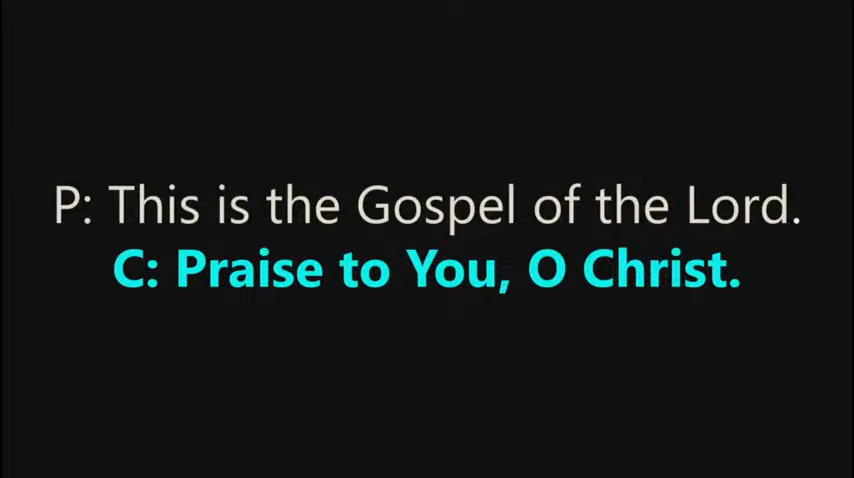 P: This is the Gospel of the Lord.
C: Praise to You, O Christ.